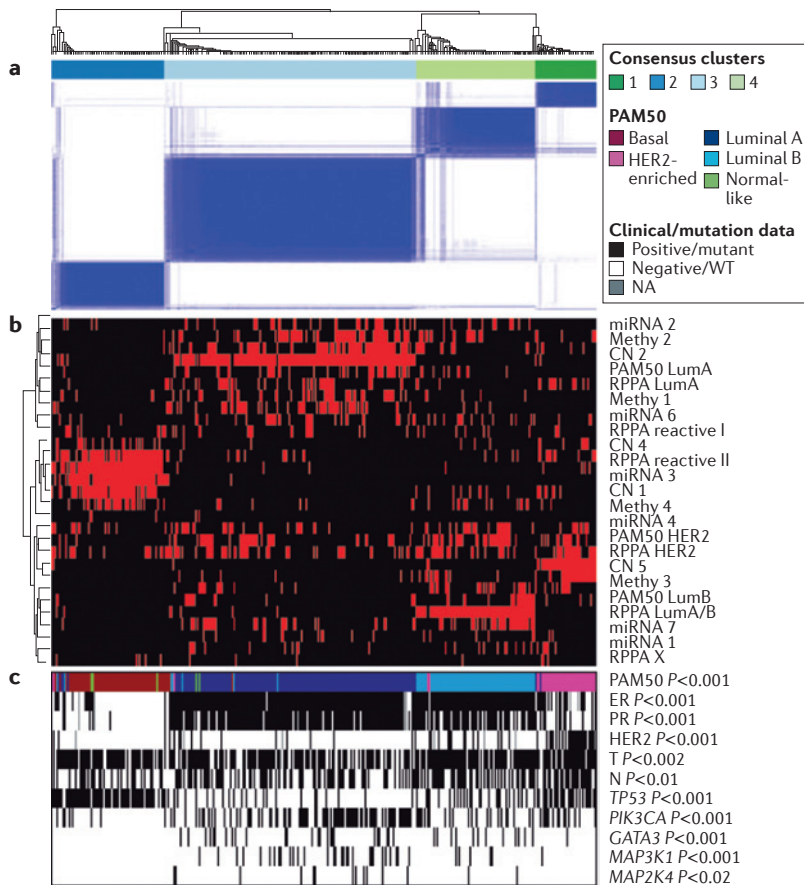 a
Consensus clusters
1 2 3 4
PAM50
Basal
HER2-
enriched
Luminal A
Luminal B
Normal-
like
Clinical/mutation data
Positive/mutant
Negative/WT
NA
b
miRNA 2
Methy 2
CN 2
PAM50 LumA
RPPA LumA
Methy 1
miRNA 6
RPPA reactive I
CN 4
RPPA reactive II
miRNA 3
CN 1
Methy 4
miRNA 4
PAM50 HER2
RPPA HER2
CN 5
Methy 3
PAM50 LumB
RPPA LumA/B
miRNA 7
miRNA 1
RPPA X
c
PAM50 P<0.001
ER P<0.001
PR P<0.001
HER2 P<0.001
T P<0.002
N P<0.01
TP53 P<0.001
PIK3CA P<0.001
GATA3 P<0.001
MAP3K1 P<0.001
MAP2K4 P<0.02